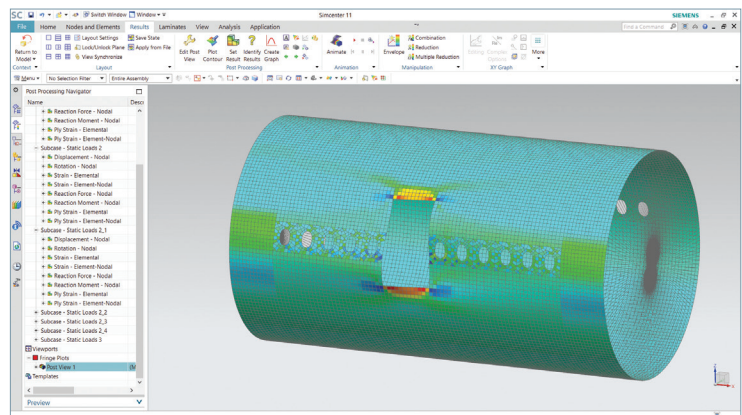 SC Switch Window Window Simcenter 11 SIEMENS
File Home Nodes and Elements Results Laminates View Analysis Application Find a Command
Layout Settings Save State
Lock/Unlock Plane Apply from File
View Synchronize
Return to Model
Edit Post View
Plot Contour
Set Result
Identify Results
Create Graph
Animate
Envelope
Combination
Reduction
Multiple Reduction
Editing
Options
More
Context Layout Post Processing Animation Manipulation XY Graph
Menu No Selection Filter Entire Assembly
Post Processing Navigator
Name Descr
Reaction Force - Nodal
Reaction Moment - Nodal
Ply Strain - Elemental
Ply Strain - Element-Nodal
Subcase - Static Loads 2
Displacement - Nodal
Rotation - Nodal
Strain - Elemental
Strain - Element-Nodal
Reaction Force - Nodal
Reaction Moment - Nodal
Ply Strain - Elemental
Ply Strain - Element-Nodal
Subcase - Static Loads 2_1
Displacement - Nodal
Rotation - Nodal
Strain - Elemental
Strain - Element-Nodal
Reaction Force - Nodal
Reaction Moment - Nodal
Ply Strain - Elemental
Ply Strain - Element-Nodal
Subcase - Static Loads 2_2
Subcase - Static Loads 2_3
Subcase - Static Loads 2_4
Subcase - Static Loads 3
Viewports
Fringe Plots
Post View 1
Templates
Preview